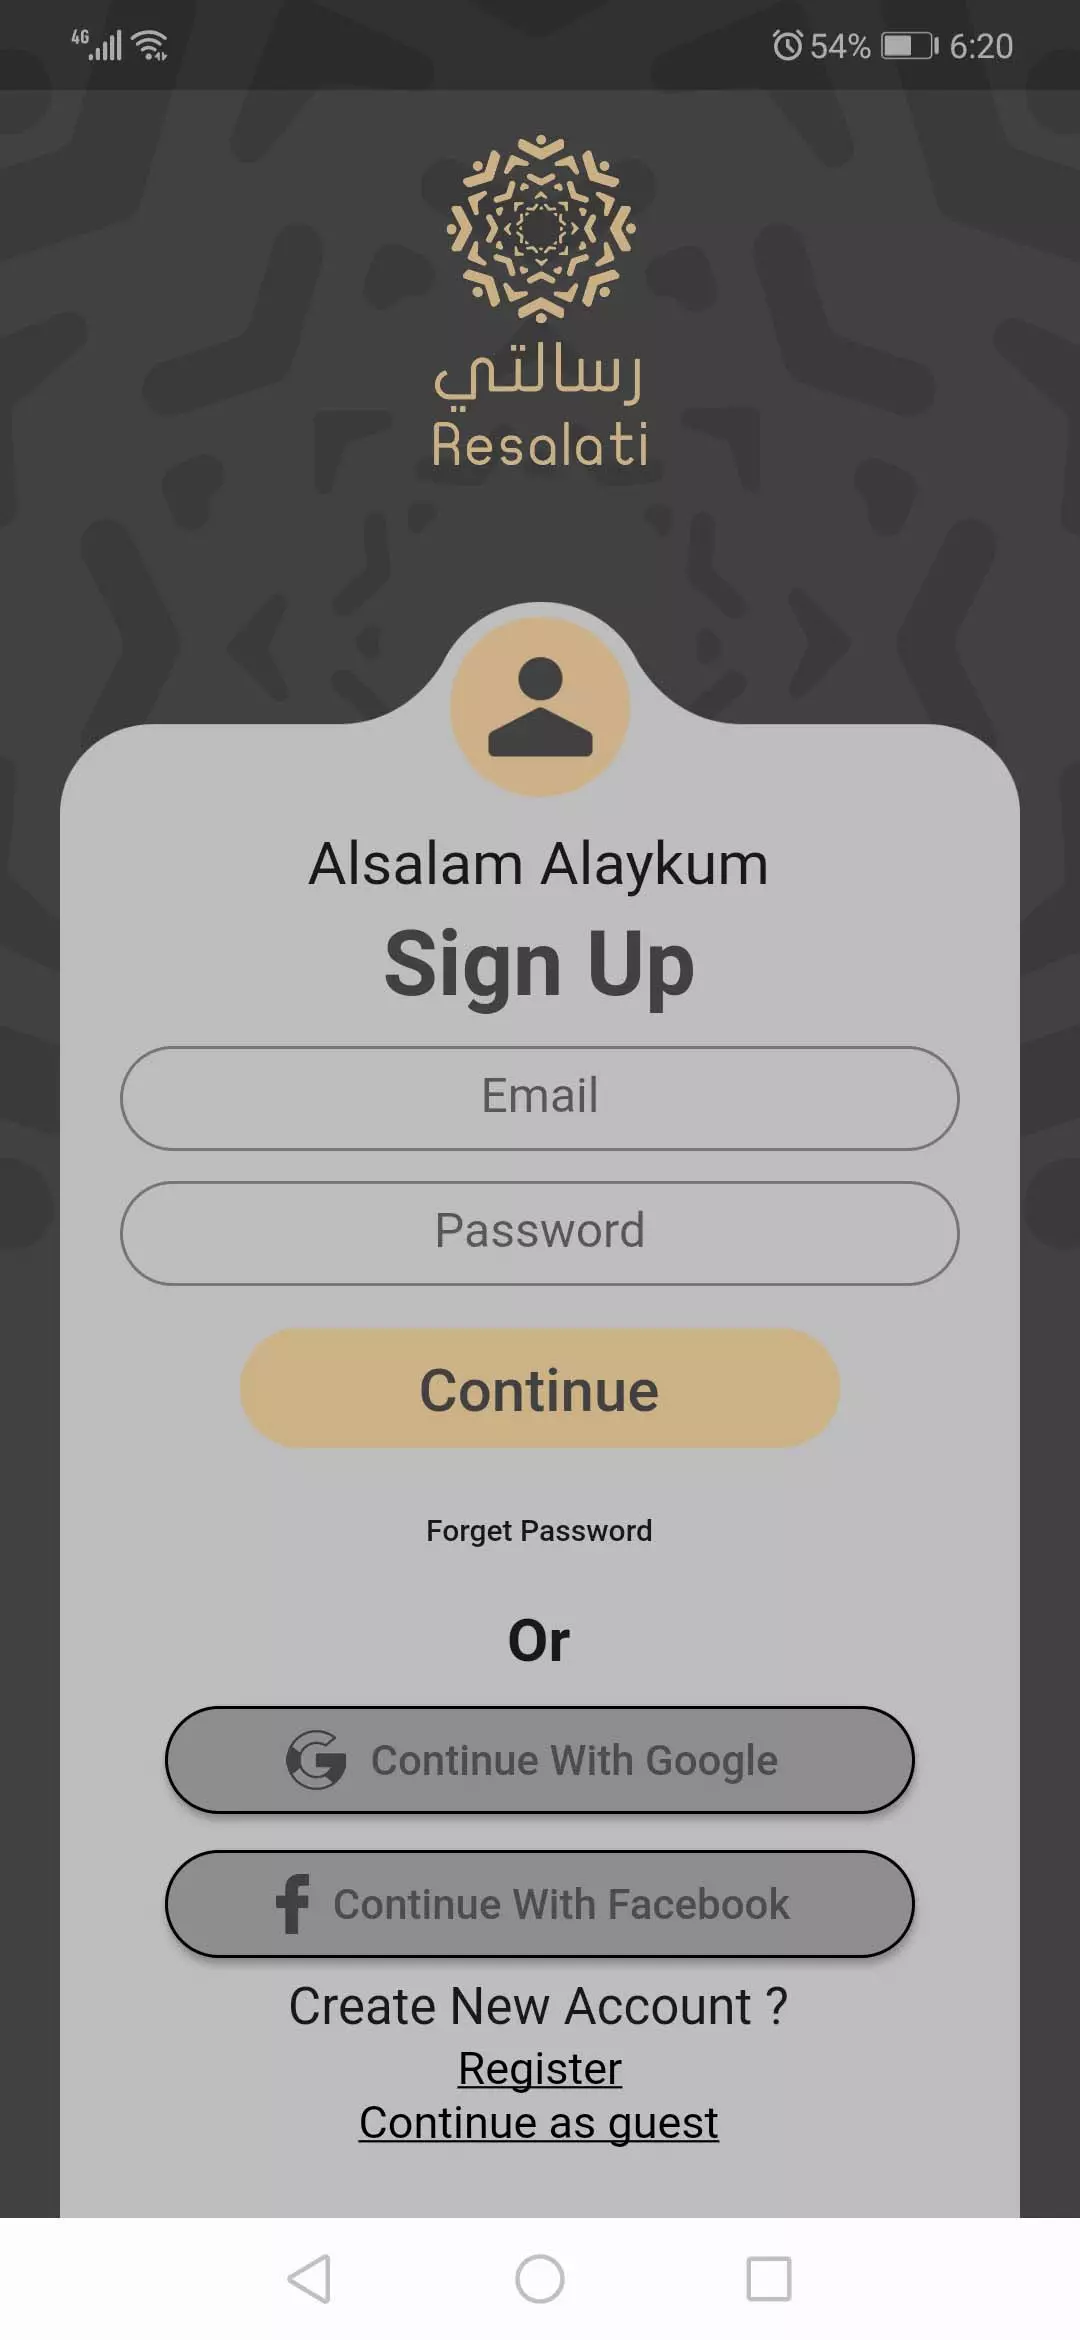 4G 54% 6:20
رسالتي
Resalati
Alsalam Alaykum
Sign Up
Email
Password
Continue
Forget Password
Or
Continue With Google
Continue With Facebook
Create New Account ?
Register
Continue as guest